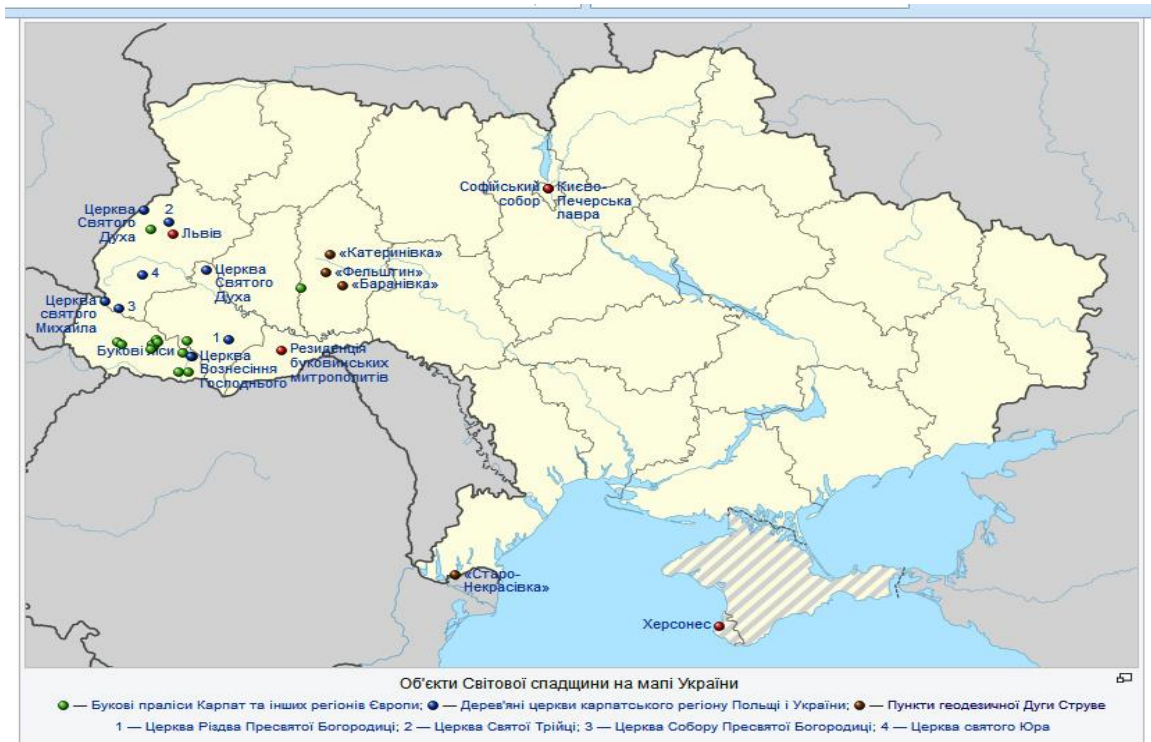 Софійський
собор
Києво-
Печерська
лавра
Церква
Святого
Духа
2
Львів
«Катеринівка»
«Фельштин»
«Баранівка»
4
Церква
Святого
Духа
Церква
святого
Михайла
3
1
Букові ліси
Церква
Вознесіння
Господнього
Резиденція
буковинських
митрополитів
«Старо-
Некрасівка»
Херсонес
Об'єкти Світової спадщини на мапі України
— Букові праліси Карпат та інших регіонів Європи; — Дерев'яні церкви карпатського регіону Польщі і України; — Пункти геодезичної Дуги Струве
1 — Церква Різдва Пресвятої Богородиці; 2 — Церква Святої Трійці; 3 — Церква Собору Пресвятої Богородиці; 4 — Церква святого Юра